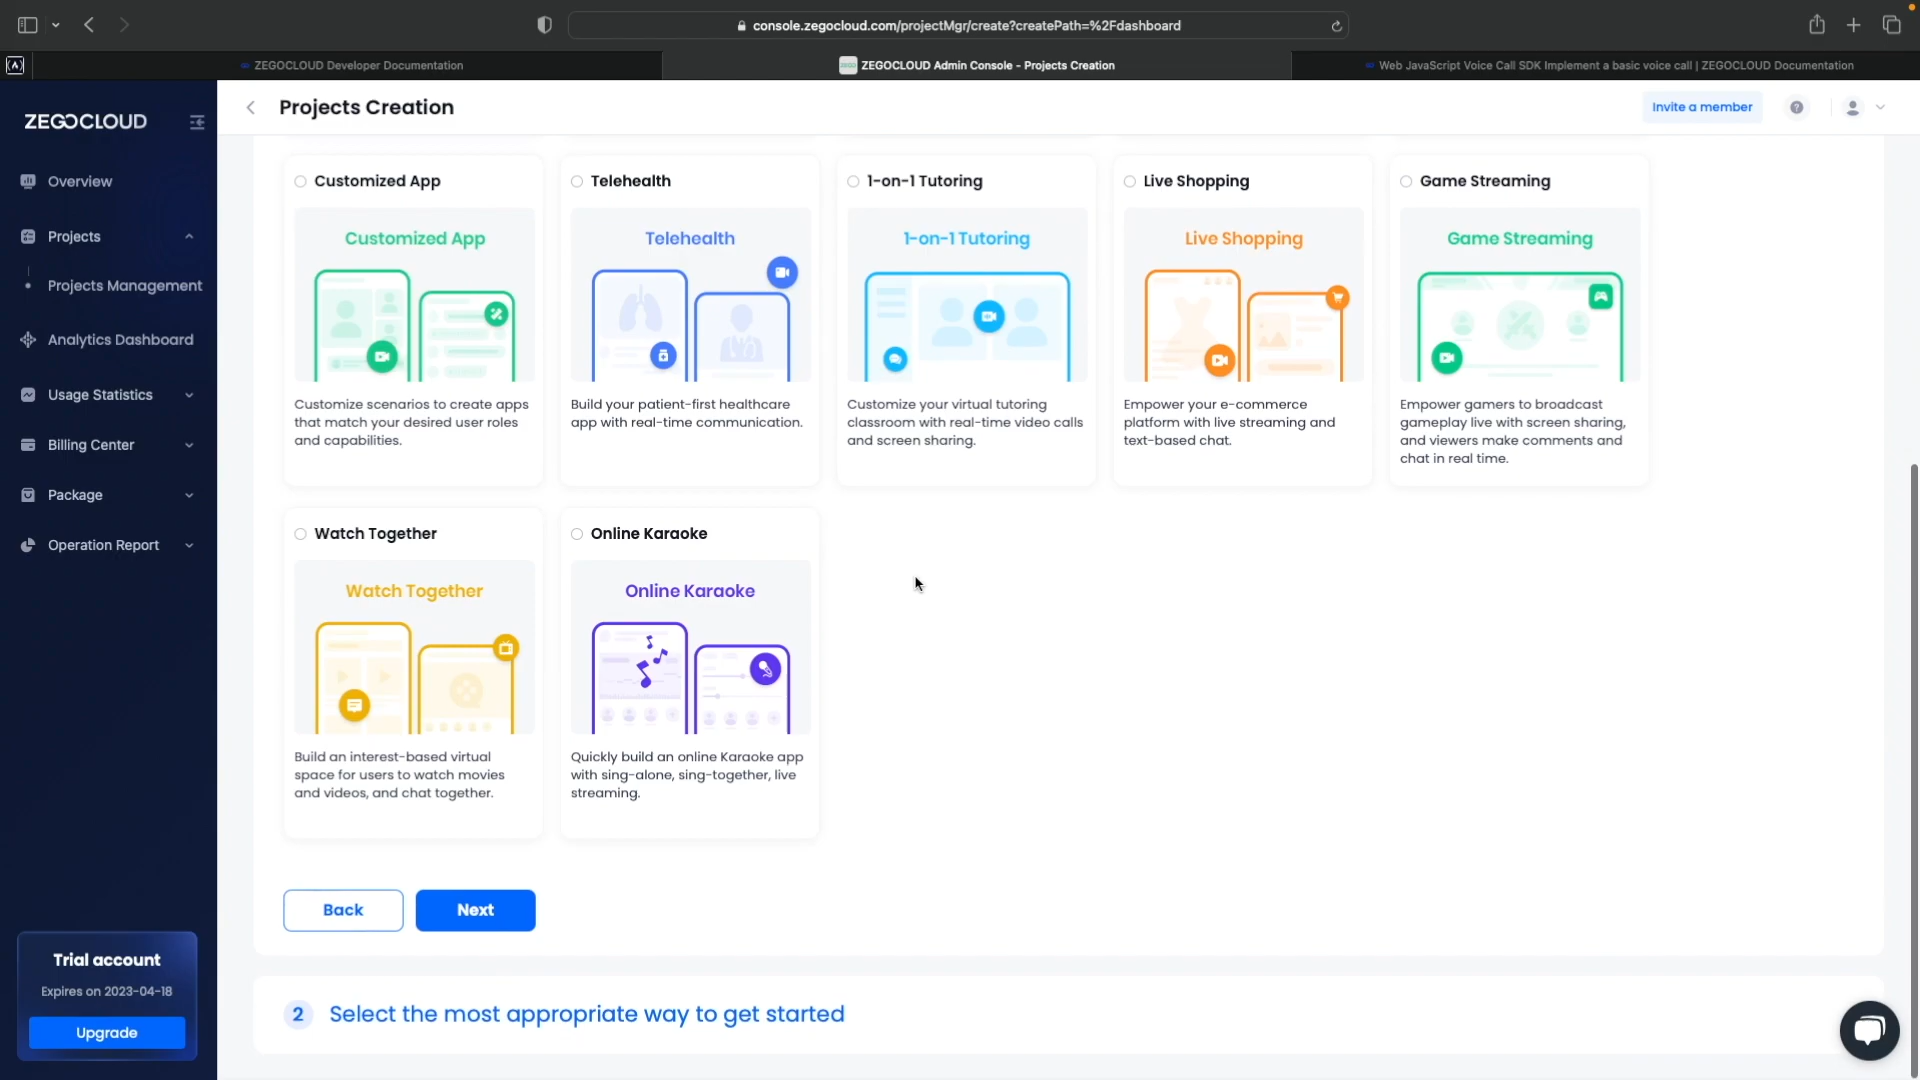 console.zegocloud.com/projectMgr/create?createPath=%2Fdashboard
ZEGOCLOUD Developer Documentation
ZEGOCLOUD Admin Console - Projects Creation
Web JavaScript Voice Call SDK Implement a basic voice call | ZEGOCLOUD Documentation
ZEGOCLOUD
Projects Creation
Invite a member
Overview
Projects
Projects Management
Analytics Dashboard
Usage Statistics
Billing Center
Package
Operation Report
Trial account
Expires on 2023-04-18
Upgrade
Customized App
Customized App
Customize scenarios to create apps
that match your desired user roles
and capabilities.
Telehealth
Telehealth
Build your patient-first healthcare
app with real-time communication.
1-on-1 Tutoring
1-on-1 Tutoring
Customize your virtual tutoring
classroom with real-time video calls
and screen sharing.
Live Shopping
Live Shopping
Empower your e-commerce
platform with live streaming and
text-based chat.
Game Streaming
Game Streaming
Empower gamers to broadcast
gameplay live with screen sharing,
and viewers make comments and
chat in real time.
Watch Together
Watch Together
Build an interest-based virtual
space for users to watch movies
and videos, and chat together.
Online Karaoke
Online Karaoke
Quickly build an online Karaoke app
with sing-alone, sing-together, live
streaming.
Back
Next
2
Select the most appropriate way to get started